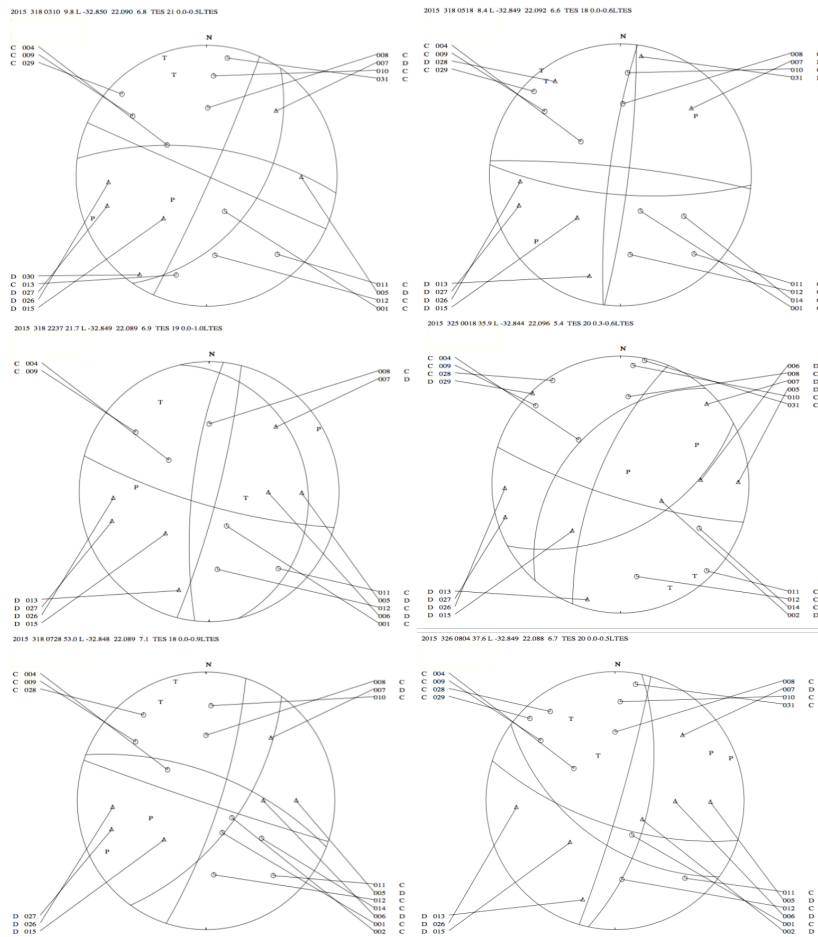 2015 318 0310 9.8 L -32.850 22.090 6.8 TES 21 0.0-0.5LTES
N
C 004
C 009
C 029
008 C
007 D
010 C
031 C
T
T
P
P
D 030
C 013
D 027
D 026
D 015
011 C
005 D
012 C
001 C
2015 318 0518 8.4 L -32.849 22.092 6.6 TES 18 0.0-0.6LTES
N
C 004
C 009
D 028
C 029
008
007
010
031
T
T
P
P
D 013
D 027
D 026
D 015
011
012
014
001
2015 318 2237 21.7 L -32.849 22.089 6.9 TES 19 0.0-1.0LTES
N
C 004
C 009
008 C
007 D
T
P
P
T
D 013
D 027
D 026
D 015
011 C
005 D
012 C
006 D
001 C
2015 325 0018 35.9 L -32.844 22.096 5.4 TES 20 0.3-0.6LTES
N
C 004
C 009
C 028
D 029
006 D
008 C
007 D
005 D
010 C
031 C
P
P
T
T
D 013
D 027
D 026
D 015
011 C
012 C
014 C
002 D
2015 318 0728 53.0 L -32.848 22.089 7.1 TES 18 0.0-0.9LTES
N
C 004
C 009
C 028
008 C
007 D
010 C
T
T
P
P
D 027
D 026
D 015
011 C
005 D
012 C
014 C
006 D
001 C
002 C
2015 326 0804 37.6 L -32.849 22.088 6.7 TES 20 0.0-0.5LTES
N
C 004
C 009
C 028
C 029
008 C
007 D
010 C
031 C
T
T
P
P
D 013
D 026
D 015
011 C
005 D
012 C
006 D
001 C
002 D